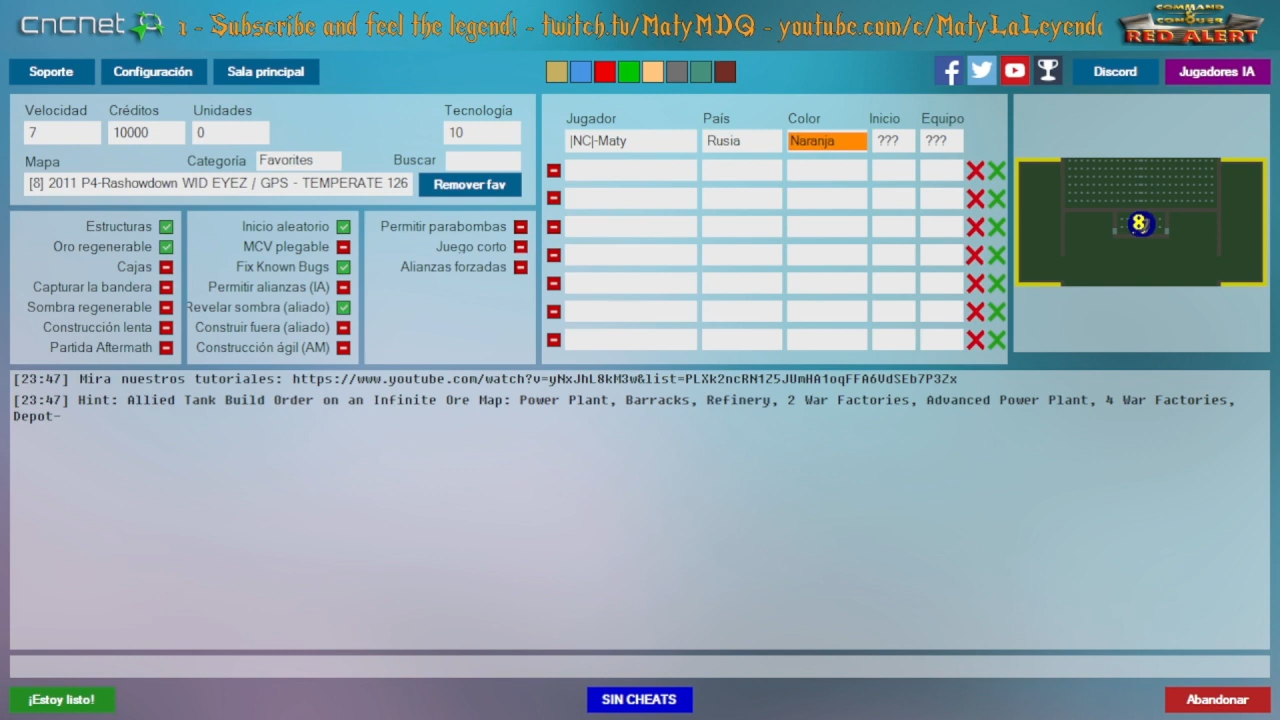 CnCNet
1 - Subscribe and feel the legend! - twitch.tv/MatyMDQ - youtube.com/c/MatyLaLeyenda
COMMAND & CONQUER RED ALERT
Soporte Configuración Sala principal
Discord Jugadores IA
Velocidad Créditos Unidades Tecnología
7 10000 0 10
Mapa Categoría Favorites Buscar
[8] 2011 P4-Rashowdown WID EYEZ / GPS - TEMPERATE 126 Remover fav
Estructuras
Oro regenerable
Cajas
Capturar la bandera
Sombra regenerable
Construcción lenta
Partida Aftermath
Inicio aleatorio
MCV plegable
Fix Known Bugs
Permitir alianzas (IA)
Revelar sombra (aliado)
Construir fuera (aliado)
Construcción ágil (AM)
Permitir parabombas
Juego corto
Alianzas forzadas
Jugador País Color Inicio Equipo
|NC|-Maty Rusia Naranja ??? ???
8
[23:47] Mira nuestros tutoriales: https://www.youtube.com/watch?v=yNxJhL8kM3w&list=PLXk2ncRN1Z5JUmHA1oqFFA6VdSEb7P3Zx
[23:47] Hint: Allied Tank Build Order on an Infinite Ore Map: Power Plant, Barracks, Refinery, 2 War Factories, Advanced Power Plant, 4 War Factories,
Depot-
¡Estoy listo! SIN CHEATS Abandonar